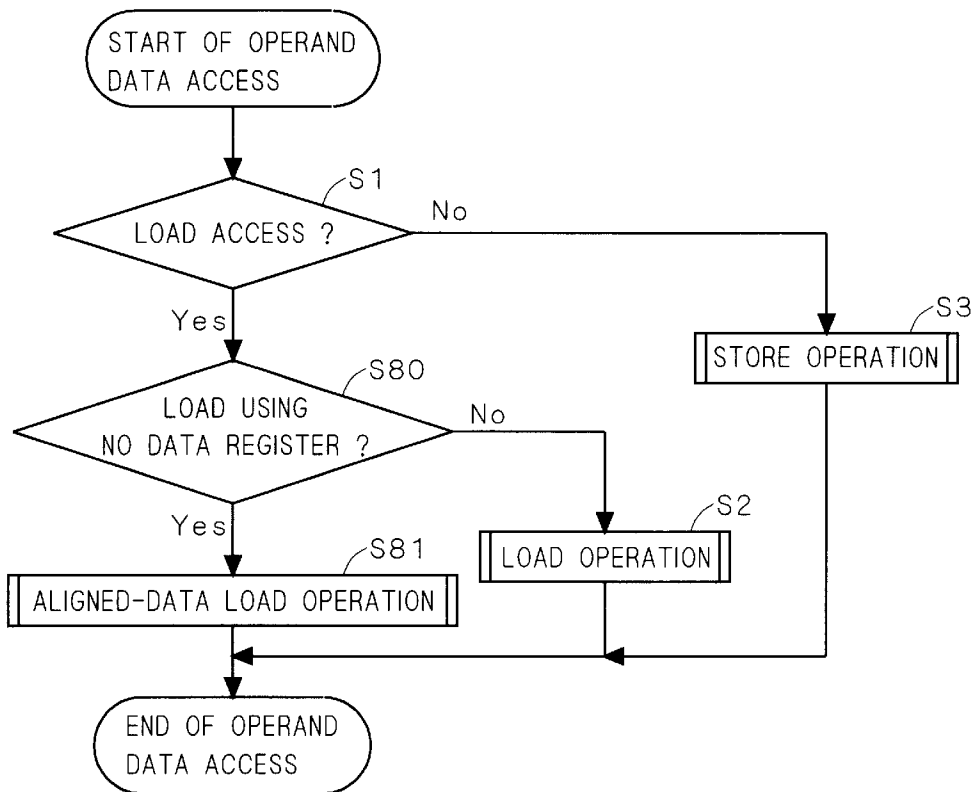 START OF OPERAND
DATA ACCESS
S1
LOAD ACCESS ?
No
Yes
S3
STORE OPERATION
S80
LOAD USING
NO DATA REGISTER ?
No
Yes
S2
LOAD OPERATION
S81
ALIGNED-DATA LOAD OPERATION
END OF OPERAND
DATA ACCESS